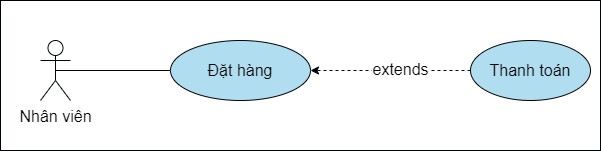 Đặt hàng
extends
Thanh toán
Nhân viên